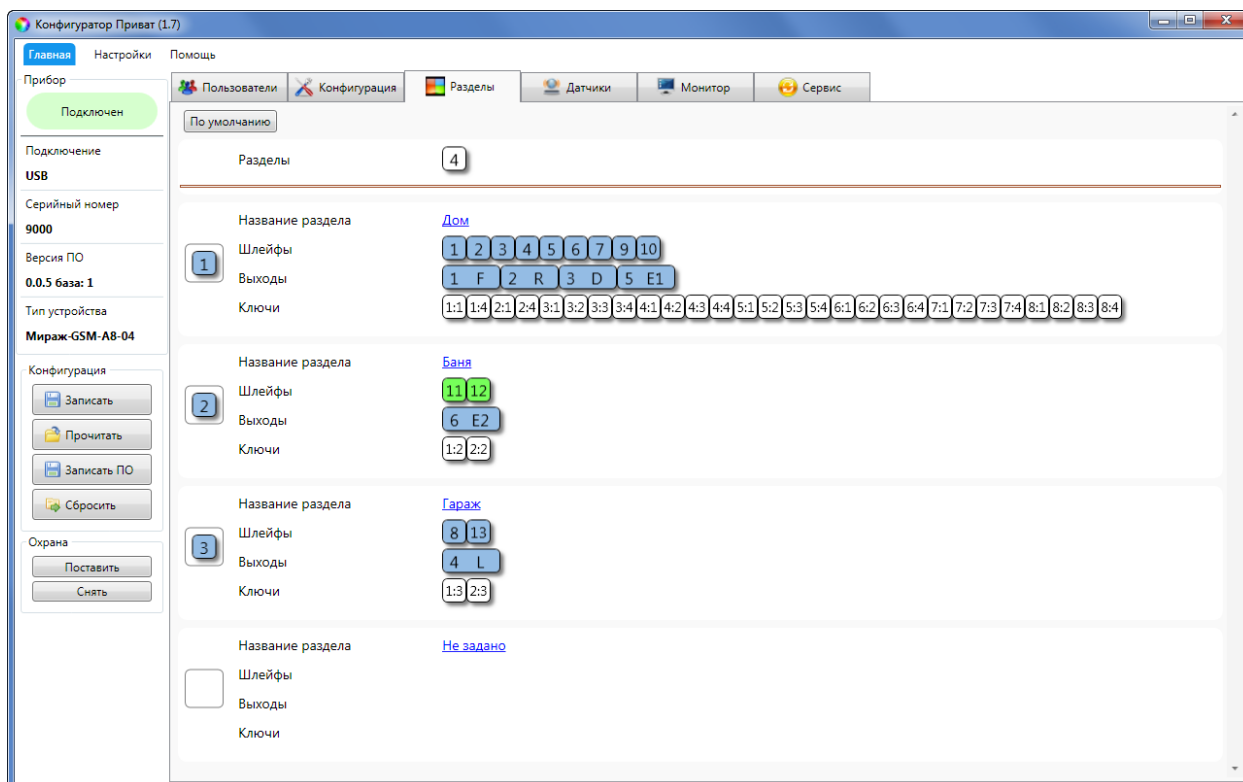 Конфигуратор Приват (1.7)
Главная Настройки Помощь
Прибор
Подключен
Подключение
USB
Серийный номер
9000
Версия ПО
0.0.5 база: 1
Тип устройства
Мираж-GSM-A8-04
Конфигурация
Записать
Прочитать
Записать ПО
Сбросить
Охрана
Поставить
Снять
Пользователи Конфигурация Разделы Датчики Монитор Сервис
По умолчанию
Разделы 4
Название раздела Дом
1
Шлейфы 1 2 3 4 5 6 7 9 10
Выходы 1 F 2 R 3 D 5 E1
Ключи 1:1 1:4 2:1 2:4 3:1 3:2 3:3 3:4 4:1 4:2 4:3 4:4 5:1 5:2 5:3 5:4 6:1 6:2 6:3 6:4 7:1 7:2 7:3 7:4 8:1 8:2 8:3 8:4
Название раздела Баня
2
Шлейфы 11 12
Выходы 6 E2
Ключи 1:2 2:2
Название раздела Гараж
3
Шлейфы 8 13
Выходы 4 L
Ключи 1:3 2:3
Название раздела Не задано
Шлейфы
Выходы
Ключи